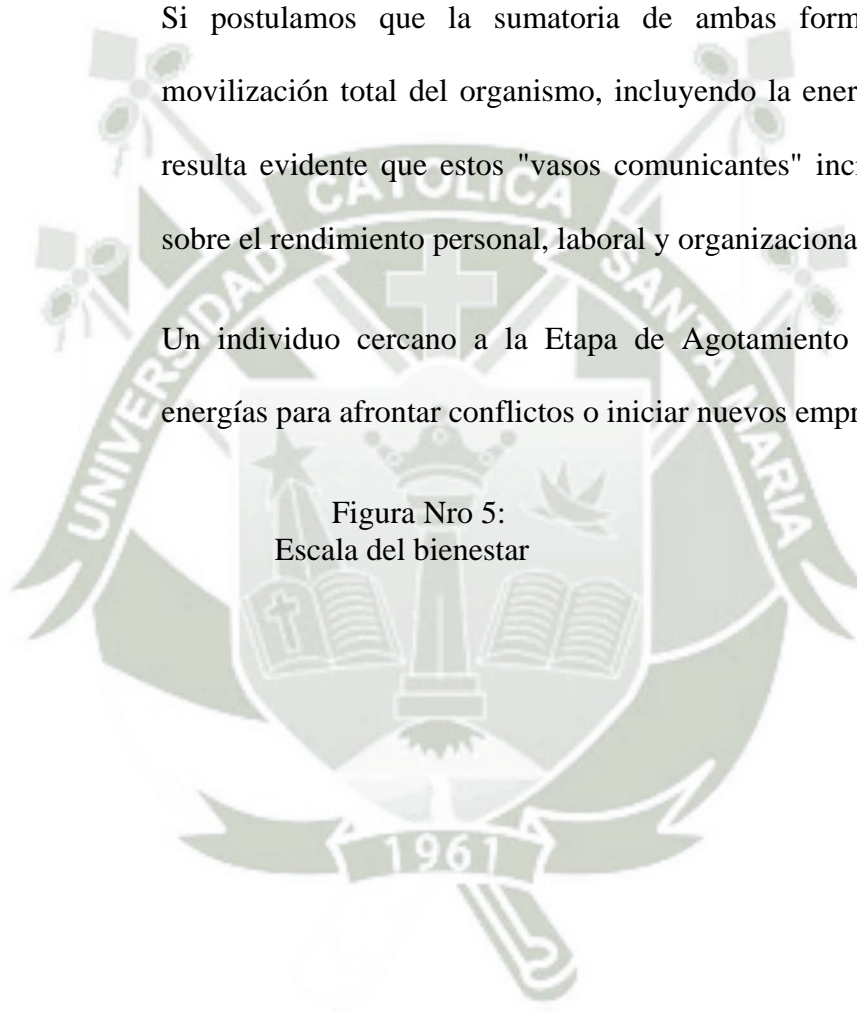 Si postulamos que la sumatoria de ambas form
movilización total del organismo, incluyendo la ener
resulta evidente que estos "vasos comunicantes" inc
sobre el rendimiento personal, laboral y organizaciona
Un individuo cercano a la Etapa de Agotamiento
energías para afrontar conflictos o iniciar nuevos emp
Figura Nro 5:
Escala del bienestar
UNIVERSIDAD CATOLICA SANTA MARIA
1961